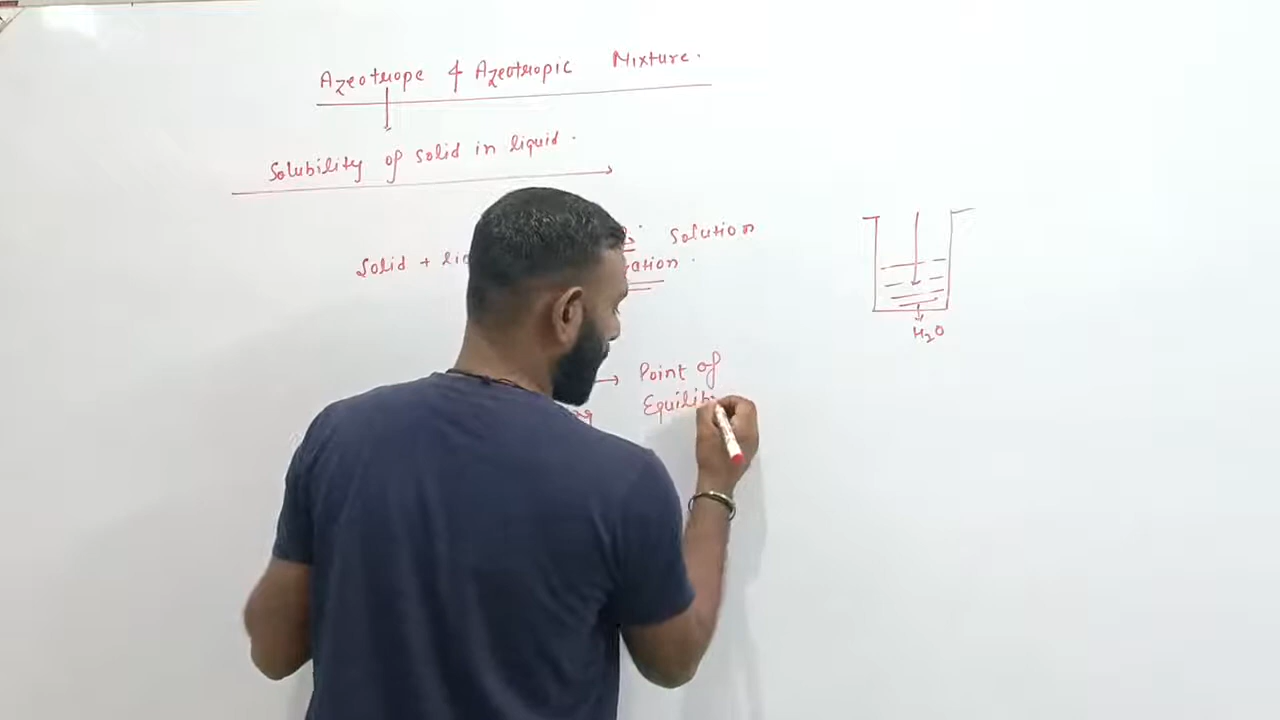 Azeotrope & Azeotropic Mixture.
Solubility of solid in liquid.
Solution
Solid +
Point of
H₂O